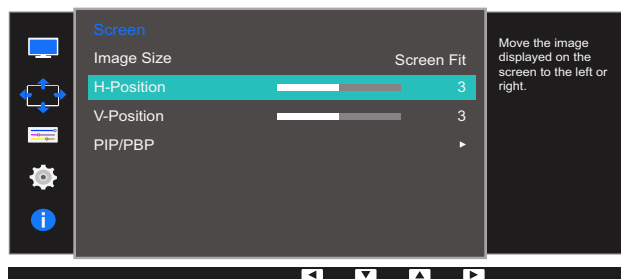 Screen
Image Size Screen Fit
H-Position 3
V-Position 3
PIP/PBP
Move the image
displayed on the
screen to the left or
right.